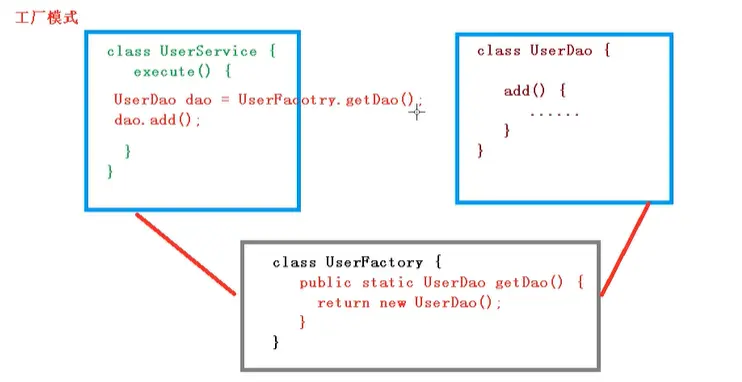 工厂模式
class UserService {
execute() {
UserDao dao = UserFacotry.getDao();
dao.add();
}
}
class UserDao {
add() {
......
}
}
class UserFactory {
public static UserDao getDao() {
return new UserDao();
}
}